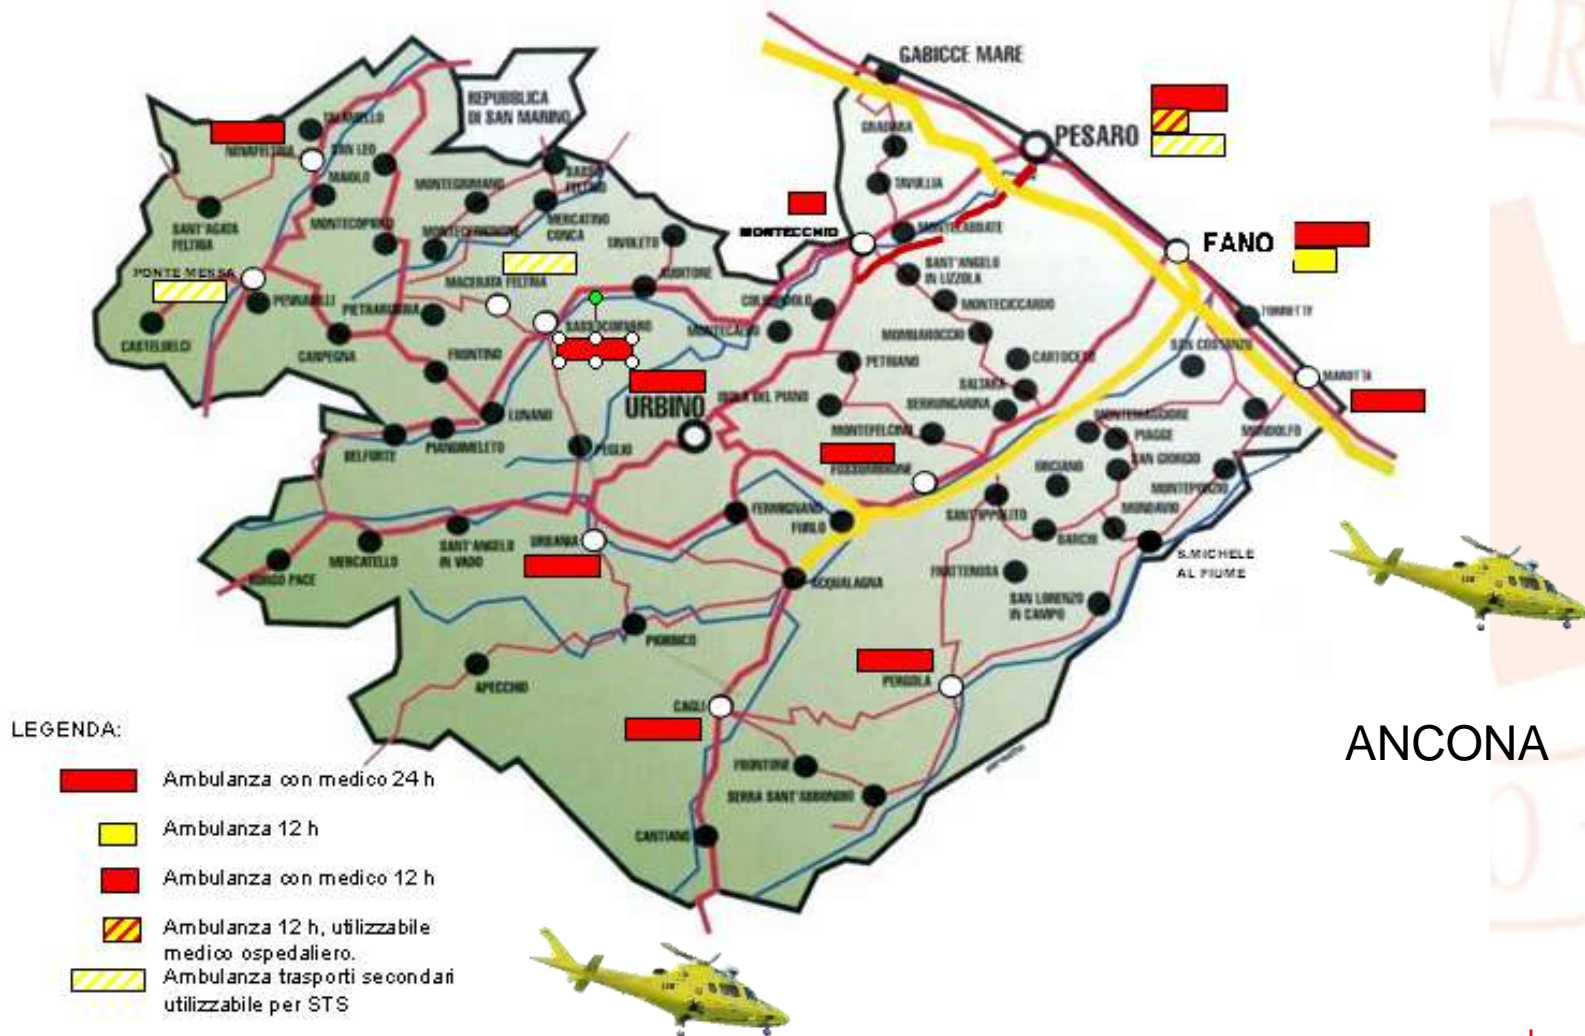 GABICCE MARE
REPUBBLICA
DI SAN MARINO
PESARO
GRADARA
TALAMELLO
NOVAFELTRIA
SAN LEO
MAIOLO
MONTEGRIMANO
SASSO
FELTRIO
TAVULLIA
SANT'AGATA
FELTRIA
MONTECOPIOLO
MONTECERIGNONE
MERCATINO
CONCA
TAVOLETO
MONTECCHIO
MONTELABBATE
FANO
PONTE MESSA
PENNABILLI
MACERATA FELTRIA
AUDITORE
SANT'ANGELO
IN LIZZOLA
COLBORDOLO
MONTECICCARDO
PIETRARUBBIA
SASSOCORVARO
MONTECALVO
MOMBAROCCIO
TORRETTE
CASTELDELCI
CARPEGNA
FRONTINO
PETRIANO
CARTOCETO
SAN COSTANZO
MAROTTA
SALTARA
URBINO
ISOLA DEL PIANO
SERRUNGARINA
LUNANO
MONTEMAGGIORE
MONDOLFO
BELFORTE
PIANDIMELETO
PEGLIO
MONTEFELCINO
PIAGGE
FOSSOMBRONE
ORCIANO
SAN GIORGIO
MONTEPORZIO
FERMIGNANO
FURLO
SANT'IPPOLITO
MONDAVIO
BARCHI
BORGO PACE
MERCATELLO
SANT'ANGELO
IN VADO
URBANIA
ACQUALAGNA
FRATTEROSA
S.MICHELE
AL FIUME
SAN LORENZO
IN CAMPO
PIOBBICO
APECCHIO
PERGOLA
CAGLI
FRONTONE
SERRA SANT'ABBONDIO
CANTIANO
ANCONA
LEGENDA:
Ambulanza con medico 24 h
Ambulanza 12 h
Ambulanza con medico 12 h
Ambulanza 12 h, utilizzabile
medico ospedaliero.
Ambulanza trasporti secondari
utilizzabile per STS